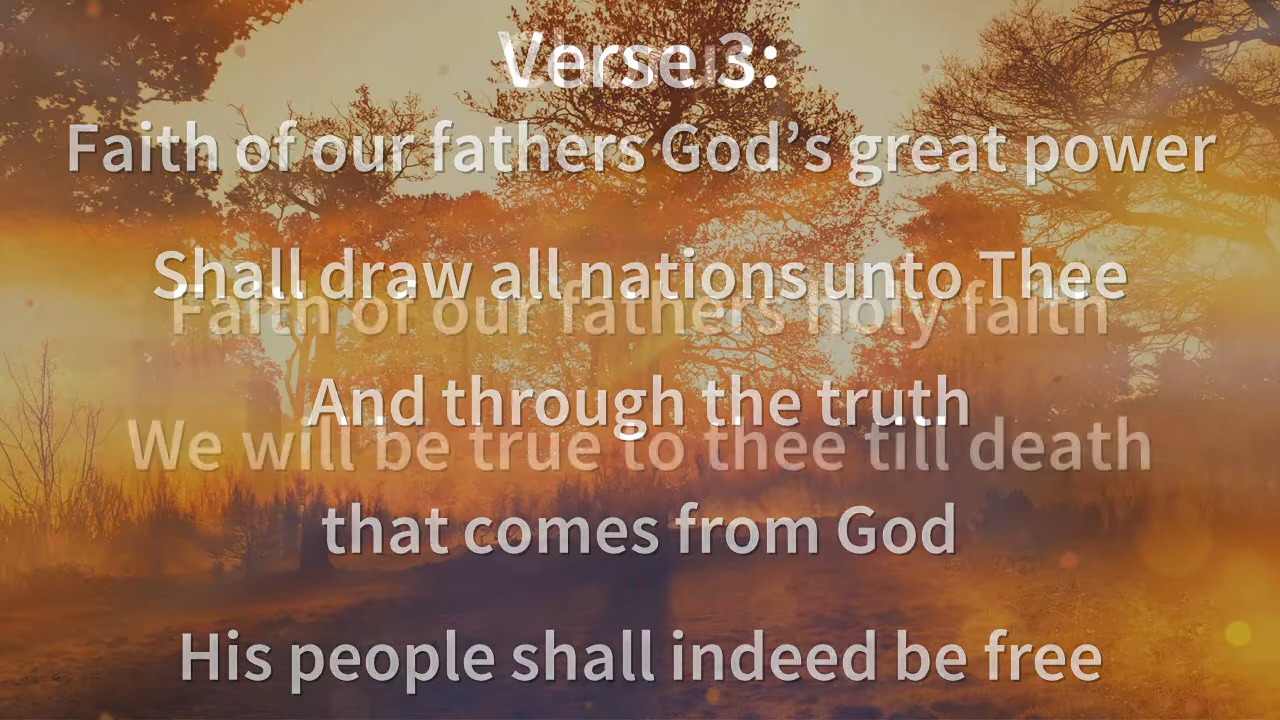 Verse 3:
Faith of our fathers God’s great power
Shall draw all nations unto Thee
Faith of our fathers holy faith
And through the truth
We will be true to thee till death
that comes from God
His people shall indeed be free